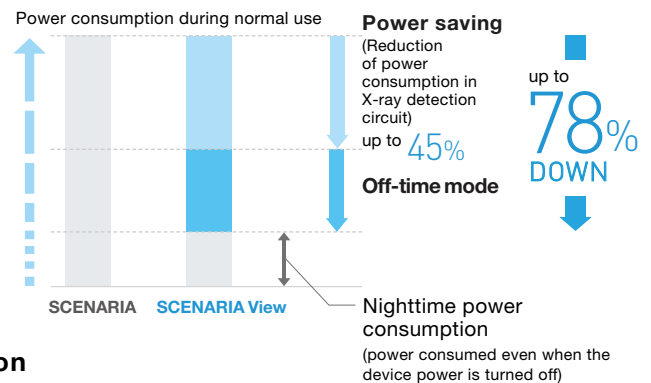 Power consumption during normal use
Power saving
(Reduction
of power
consumption in
X-ray detection
circuit)
up to 45%
Off-time mode
up to
78%
DOWN
SCENARIA
SCENARIA View
Nighttime power
consumption
(power consumed even when the
device power is turned off)
on